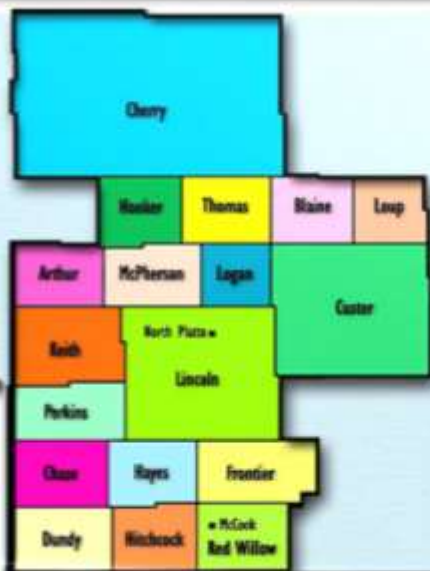 Cherry
Hooker
Thomas
Blaine
Loup
Arthur
McPherson
Logan
Custer
Keith
North Platte
Lincoln
Perkins
Chase
Hayes
Frontier
Dundy
Hitchcock
McCook
Red Willow